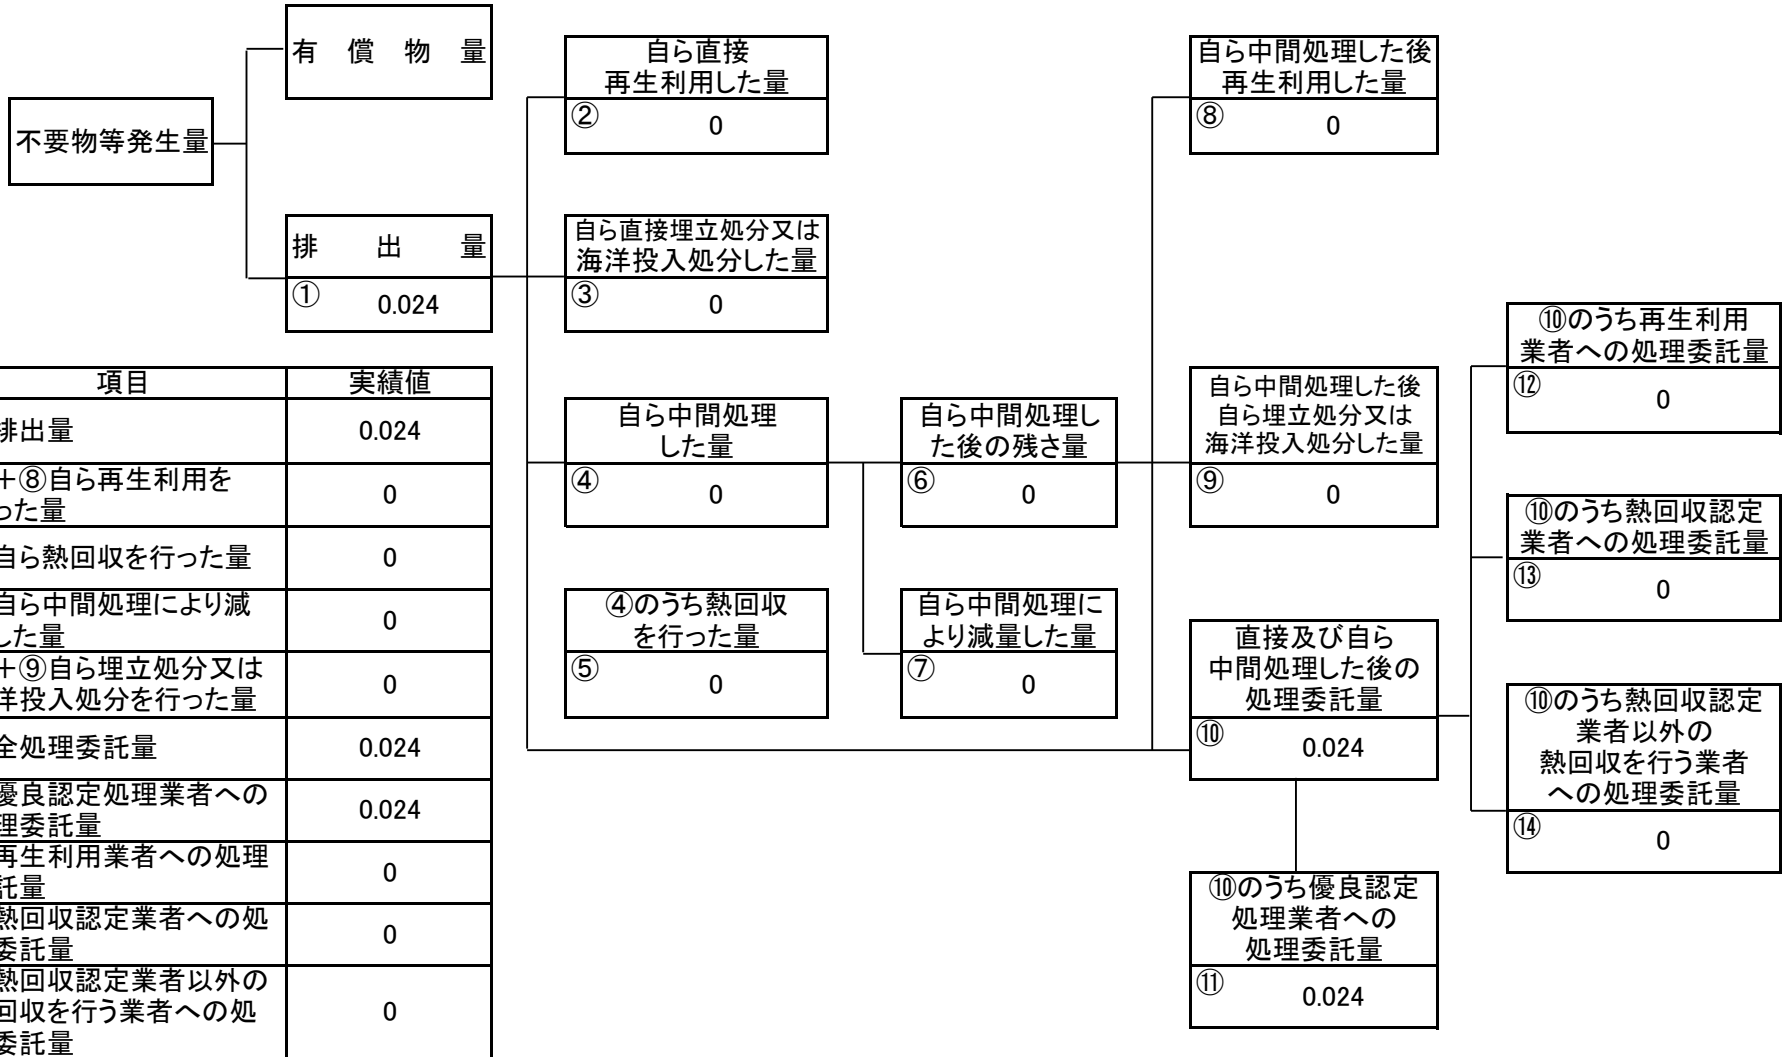 有　償　物　量
不要物等発生量
排　出　量
① 0.024
自ら直接
再生利用した量
② 0
自ら直接埋立処分又は
海洋投入処分した量
③ 0
自ら中間処理
した量
④ 0
④のうち熱回収
を行った量
⑤ 0
自ら中間処理し
た後の残さ量
⑥ 0
自ら中間処理に
より減量した量
⑦ 0
自ら中間処理した後
再生利用した量
⑧ 0
自ら中間処理した後
自ら埋立処分又は
海洋投入処分した量
⑨ 0
直接及び自ら
中間処理した後の
処理委託量
⑩ 0.024
⑩のうち優良認定
処理業者への
処理委託量
⑪ 0.024
⑩のうち再生利用
業者への処理委託量
⑫ 0
⑩のうち熱回収認定
業者への処理委託量
⑬ 0
⑩のうち熱回収認定
業者以外の
熱回収を行う業者
への処理委託量
⑭ 0
項目 実績値
排出量 0.024
＋⑧自ら再生利用を
った量 0
自ら熱回収を行った量 0
自ら中間処理により減
した量 0
＋⑨自ら埋立処分又は
洋投入処分を行った量 0
全処理委託量 0.024
優良認定処理業者への
理委託量 0.024
再生利用業者への処理
託量 0
熱回収認定業者への処
委託量 0
熱回収認定業者以外の
回収を行う業者への処
委託量 0